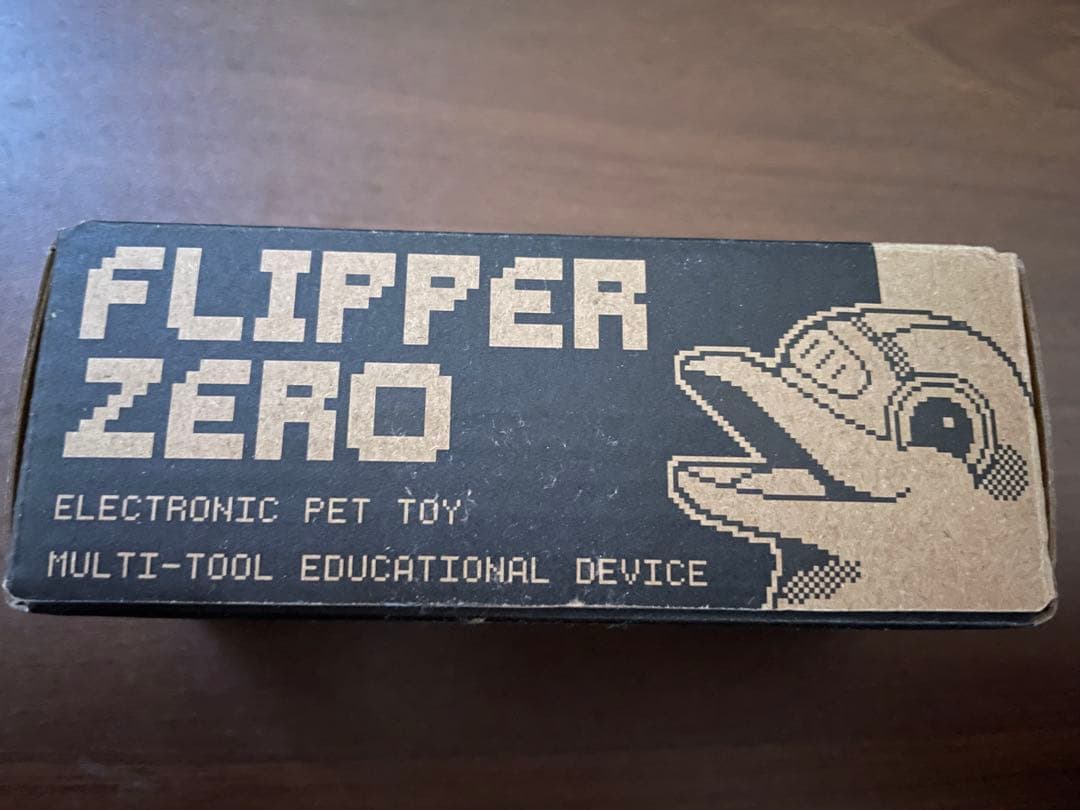 FLIPPER
ZERO
ELECTRONIC PET TOY
MULTI-TOOL EDUCATIONAL DEVICE